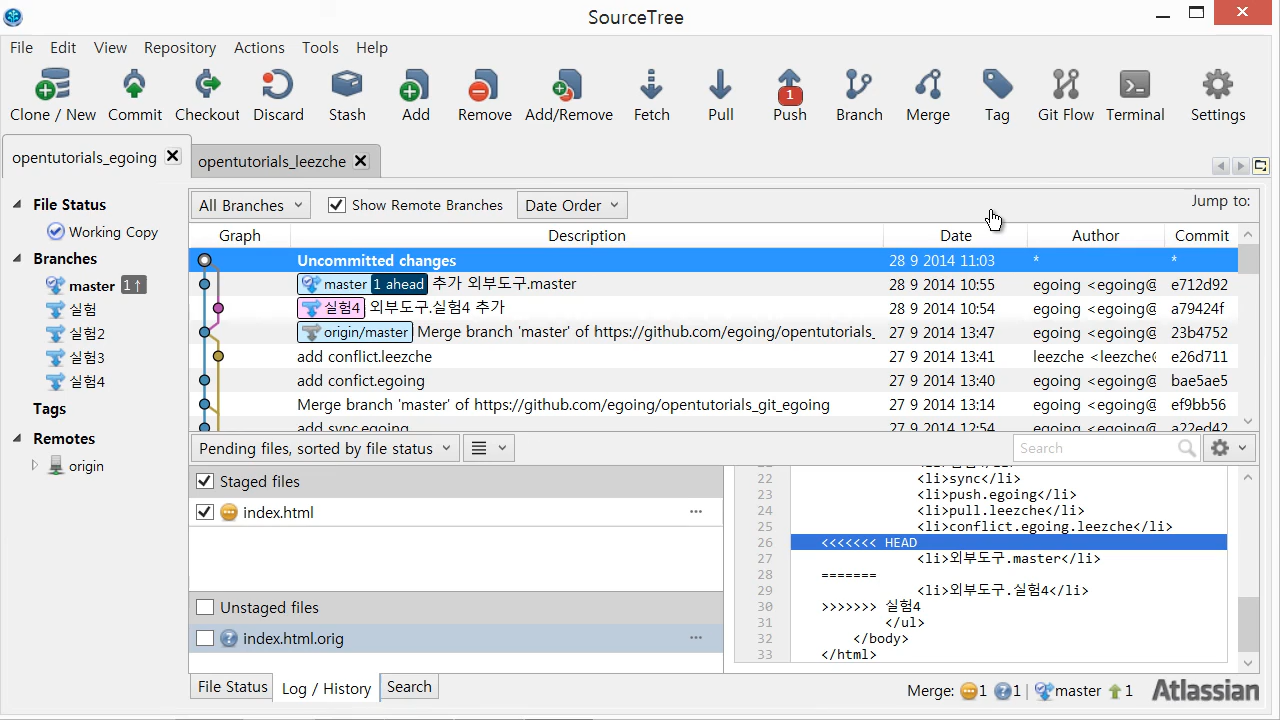 SourceTree
File Edit View Repository Actions Tools Help
1
Clone / New Commit Checkout Discard Stash Add Remove Add/Remove Fetch Pull Push Branch Merge Tag Git Flow Terminal Settings
opentutorials_egoing opentutorials_leezche
File Status
Working Copy
Branches
master 1↑
실험
실험2
실험3
실험4
Tags
Remotes
origin
All Branches Show Remote Branches Date Order Jump to:
Graph Description Date Author Commit
Uncommitted changes 28 9 2014 11:03 * *
master 1 ahead 추가 외부도구.master 28 9 2014 10:55 egoing <egoing@ e712d92
실험4 외부도구.실험4 추가 28 9 2014 10:54 egoing <egoing@ a79424f
origin/master Merge branch 'master' of https://github.com/egoing/opentutorials_ 27 9 2014 13:47 egoing <egoing@ 23b4752
add conflict.leezche 27 9 2014 13:41 leezche <leezche( e26d711
add confict.egoing 27 9 2014 13:40 egoing <egoing@ bae5ae5
Merge branch 'master' of https://github.com/egoing/opentutorials_git_egoing 27 9 2014 13:14 egoing <egoing@ ef9bb56
add sync.egoing 27 9 2014 12:54 egoing <egoing@ a22ed42
Pending files, sorted by file status Search
Staged files
index.html ...
Unstaged files
index.html.orig ...
22 <li>sync</li>
23 <li>push.egoing</li>
24 <li>pull.leezche</li>
25 <li>conflict.egoing.leezche</li>
26 <<<<<<< HEAD
27 <li>외부도구.master</li>
28 =======
29 <li>외부도구.실험4</li>
30 >>>>>>> 실험4
31 </ul>
32 </body>
33 </html>
File Status Log / History Search
Merge: 1 ?1 | master 1 Atlassian